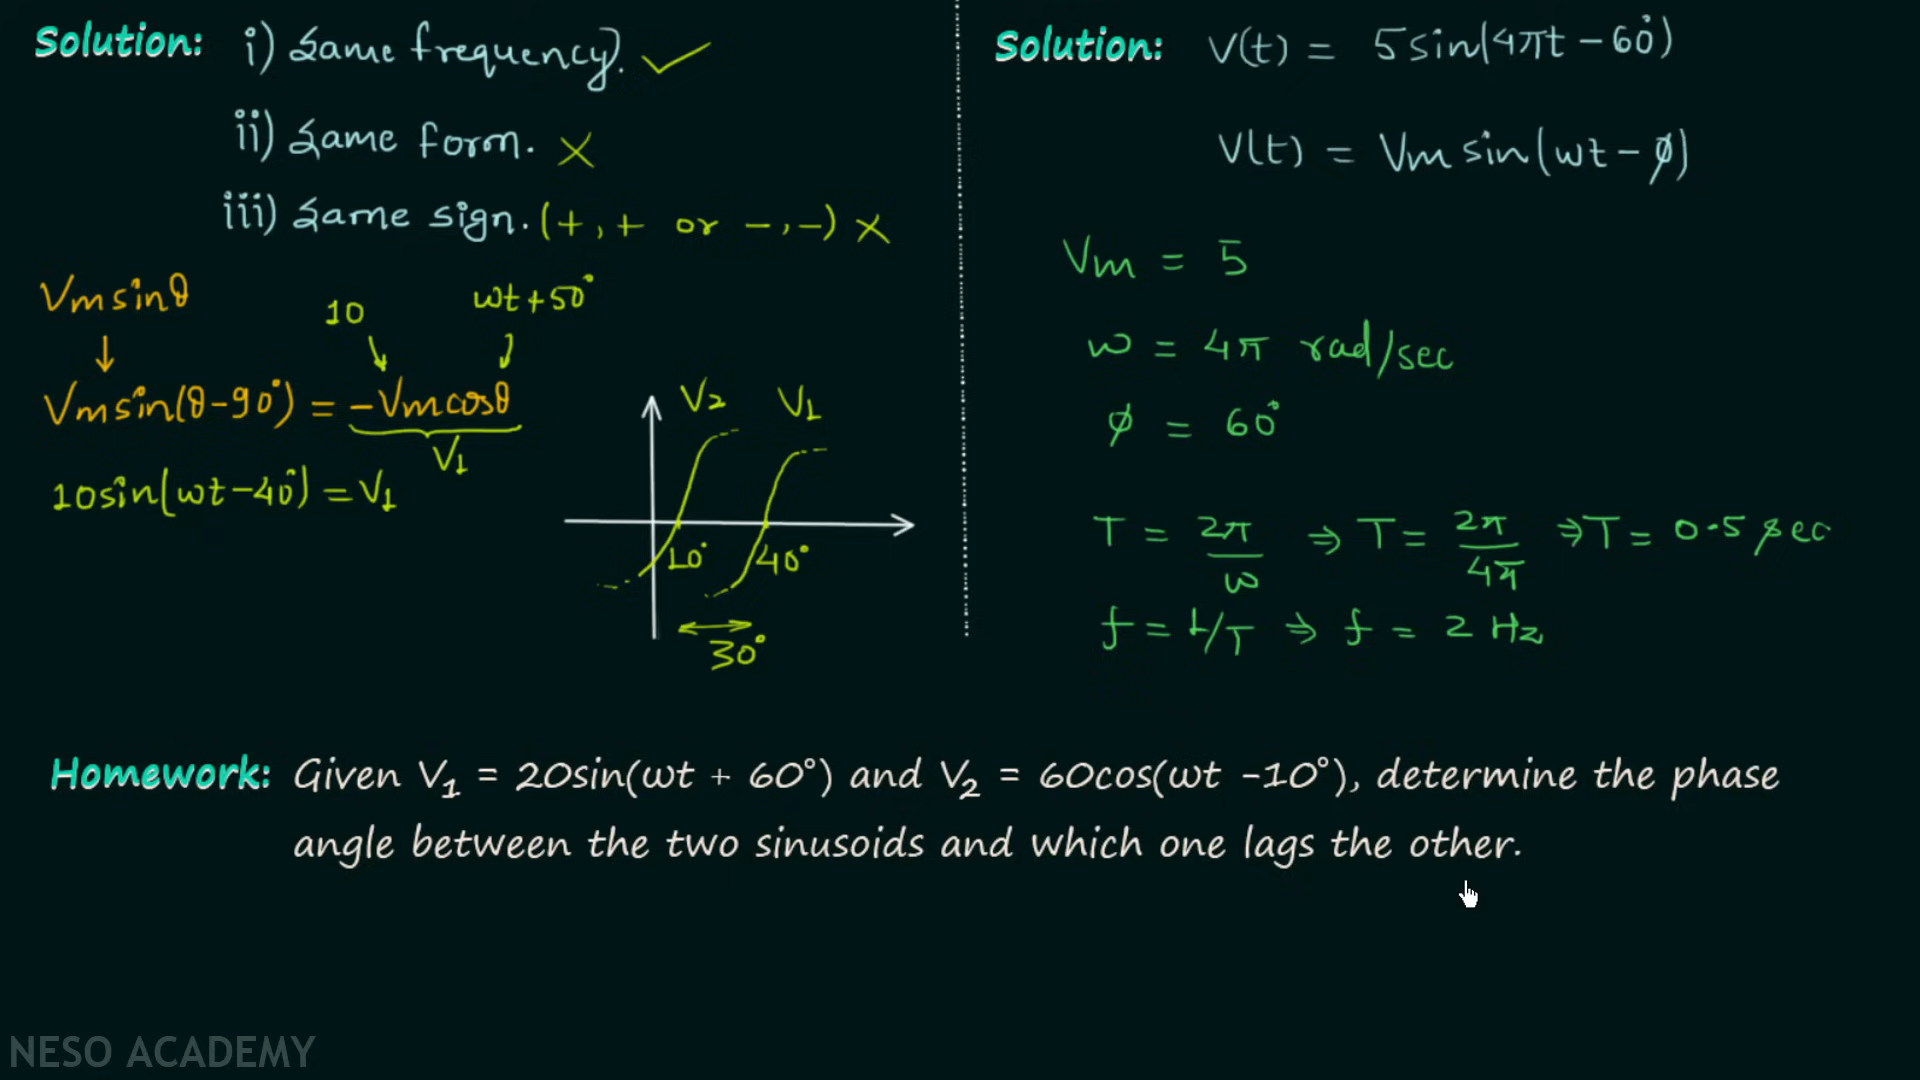 Solution: i) Same frequency. ✓
ii) Same form. ×
iii) Same sign. (+,+ or -,-) ×
Vm sinθ
↓
10
ωt+50°
Vm sin(θ-90°) = -Vm cosθ
V₁
10sin(ωt-40°) = V₁
V₂ V₁
10° 40°
30°
Solution: V(t) = 5sin(4πt - 60°)
V(t) = Vm sin(ωt - φ)
Vm = 5
ω = 4π rad/sec
φ = 60°
T = 2π/ω ⇒ T = 2π/4π ⇒ T = 0.5 sec
f = 1/T ⇒ f = 2 Hz
Homework: Given V₁ = 20sin(ωt + 60°) and V₂ = 60cos(ωt -10°), determine the phase
angle between the two sinusoids and which one lags the other.
NESO ACADEMY